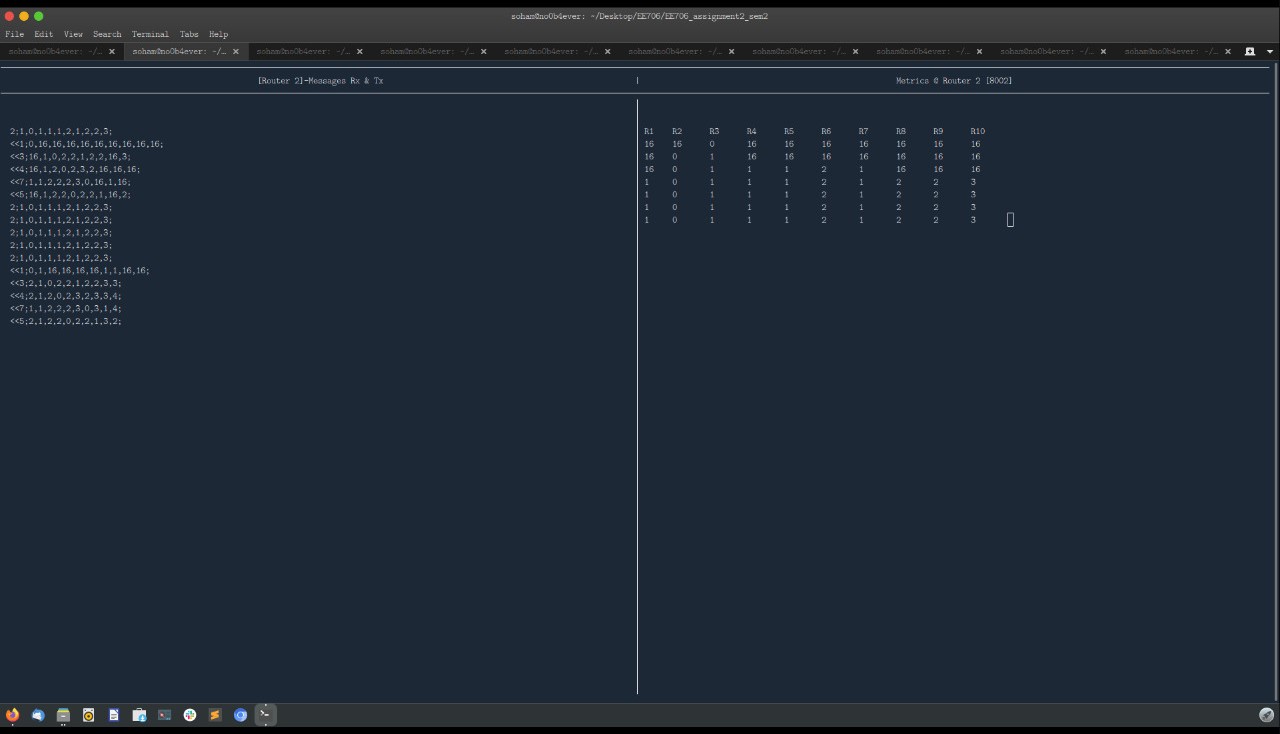 soham@no0b4ever: ~/Desktop/EE706/EE706_assignment2_sem2
File Edit View Search Terminal Tabs Help
soham@no0b4ever: ~/… soham@no0b4ever: ~/… soham@no0b4ever: ~/… soham@no0b4ever: ~/… soham@no0b4ever: ~/… soham@no0b4ever: ~/… soham@no0b4ever: ~/… soham@no0b4ever: ~/… soham@no0b4ever: ~/… soham@no0b4ever: ~/…
[Router 2]-Messages Rx & Tx | Metrics @ Router 2 [8002]
2;1,0,1,1,1,2,1,2,2,3;
<<1;0,16,16,16,16,16,16,16,16,16;
<<3;16,1,0,2,2,1,2,2,16,3;
<<4;16,1,2,0,2,3,2,16,16,16;
<<7;1,1,2,2,2,3,0,16,1,16;
<<5;16,1,2,2,0,2,2,1,16,2;
2;1,0,1,1,1,2,1,2,2,3;
2;1,0,1,1,1,2,1,2,2,3;
2;1,0,1,1,1,2,1,2,2,3;
2;1,0,1,1,1,2,1,2,2,3;
2;1,0,1,1,1,2,1,2,2,3;
<<1;0,1,16,16,16,16,1,1,16,16;
<<3;2,1,0,2,2,1,2,2,3,3;
<<4;2,1,2,0,2,3,2,3,3,4;
<<7;1,1,2,2,2,3,0,3,1,4;
<<5;2,1,2,2,0,2,2,1,3,2;
R1 R2 R3 R4 R5 R6 R7 R8 R9 R10
16 16 0 16 16 16 16 16 16 16
16 0 1 16 16 16 16 16 16 16
16 0 1 1 1 2 1 16 16 16
1 0 1 1 1 2 1 2 2 3
1 0 1 1 1 2 1 2 2 3
1 0 1 1 1 2 1 2 2 3
1 0 1 1 1 2 1 2 2 3